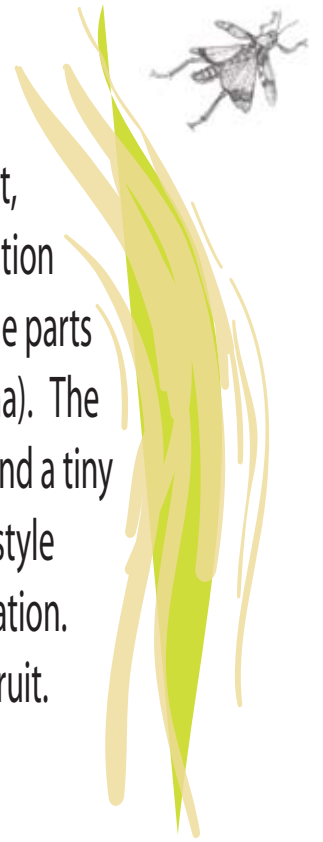 t,
tion
e parts
a). The
nd a tiny
style
ation.
ruit.